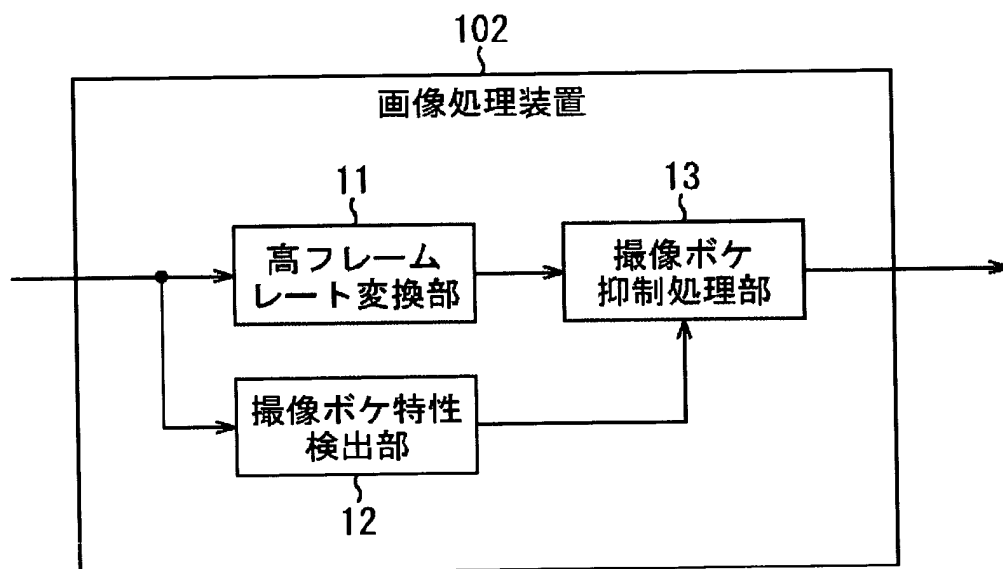 102
画像処理装置
11
高フレーム
レート変換部
13
撮像ボケ
抑制処理部
撮像ボケ特性
検出部
12